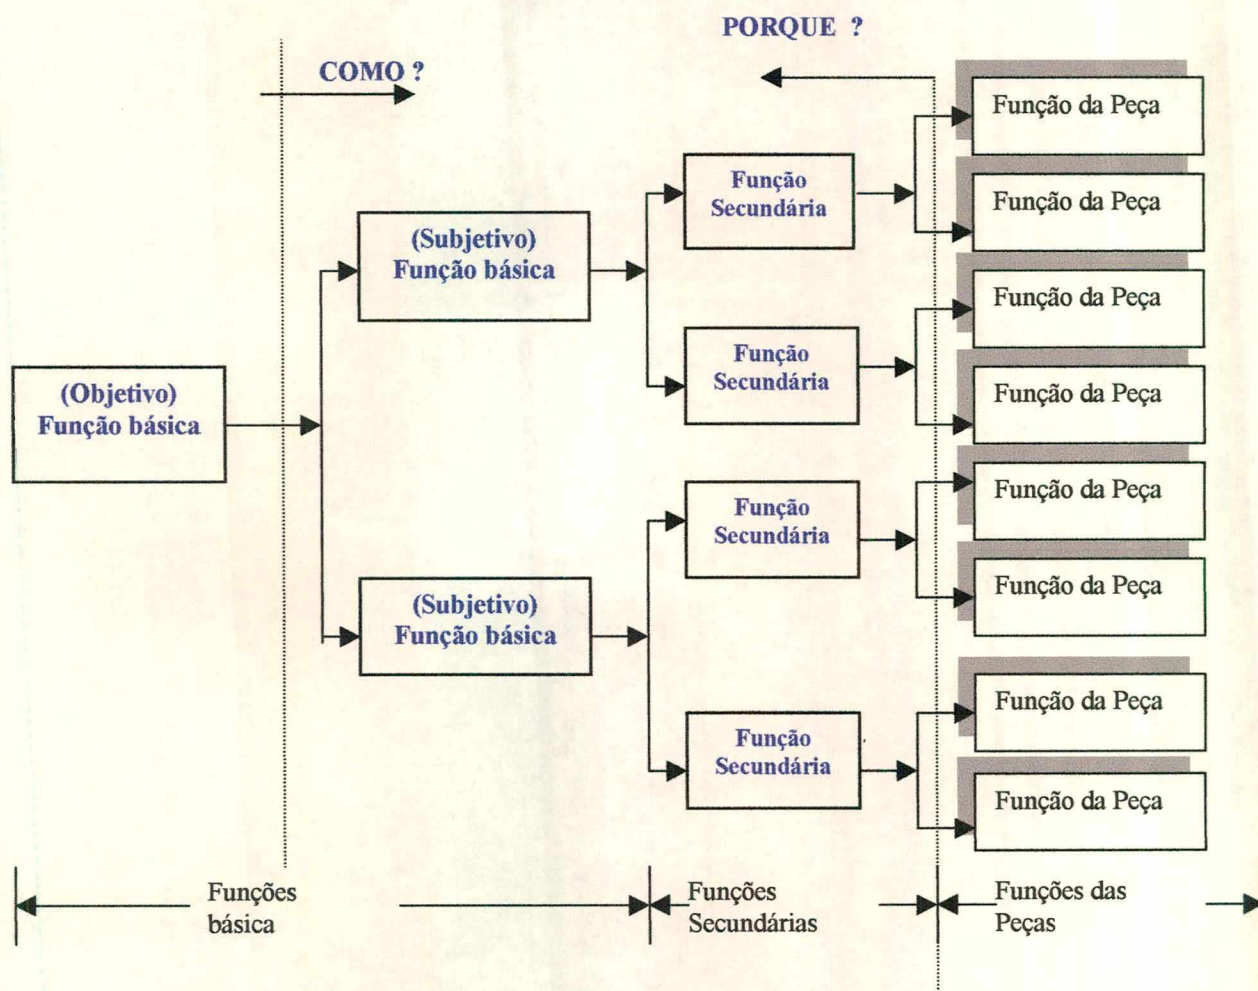 PORQUE ?
COMO ?
Função da Peça
Função da Peça
Função da Peça
Função da Peça
Função da Peça
Função da Peça
Função da Peça
Função da Peça
Função
Secundária
Função
Secundária
Função
Secundária
Função
Secundária
(Subjetivo)
Função básica
(Subjetivo)
Função básica
(Objetivo)
Função básica
Funções
básica
Funções
Secundárias
Funções das
Peças